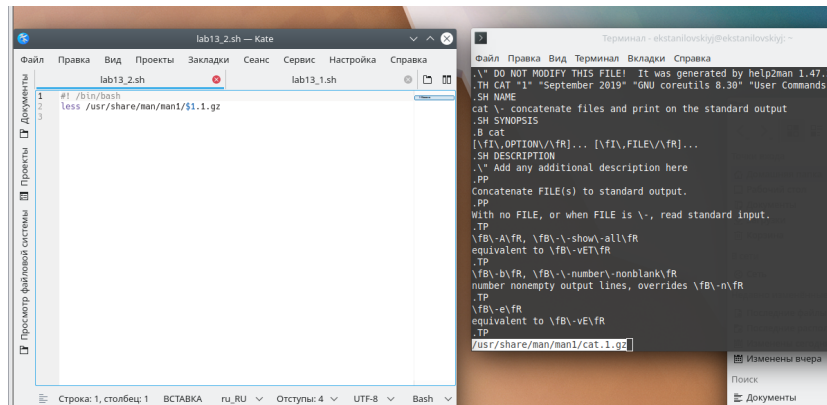 lab13_2.sh — Kate
Файл Правка Вид Проекты Закладки Сеанс Сервис Настройка Справка
lab13_2.sh
lab13_1.sh
Документы
Проекты
Просмотр файловой системы
1 #! /bin/bash
2 less /usr/share/man/man1/$1.1.gz
3
Строка: 1, столбец: 1 ВСТАВКА ru_RU Отступы: 4 UTF-8 Bash
Терминал - ekstanilovskiyj@ekstanilovskiyj: ~
Файл Правка Вид Терминал Вкладки Справка
.\" DO NOT MODIFY THIS FILE! It was generated by help2man 1.47.
.TH CAT "1" "September 2019" "GNU coreutils 8.30" "User Commands
.SH NAME
cat \- concatenate files and print on the standard output
.SH SYNOPSIS
.B cat
[\fI\,OPTION\/\fR]... [\fI\,FILE\/\fR]...
.SH DESCRIPTION
.\" Add any additional description here
.PP
Concatenate FILE(s) to standard output.
.PP
With no FILE, or when FILE is \-, read standard input.
.TP
\fB\-A\fR, \fB\-\-show\-all\fR
equivalent to \fB\-vET\fR
.TP
\fB\-b\fR, \fB\-\-number\-nonblank\fR
number nonempty output lines, overrides \fB\-n\fR
.TP
\fB\-e\fR
equivalent to \fB\-vE\fR
.TP
/usr/share/man/man1/cat.1.gz
Изменены вчера
Поиск
Документы